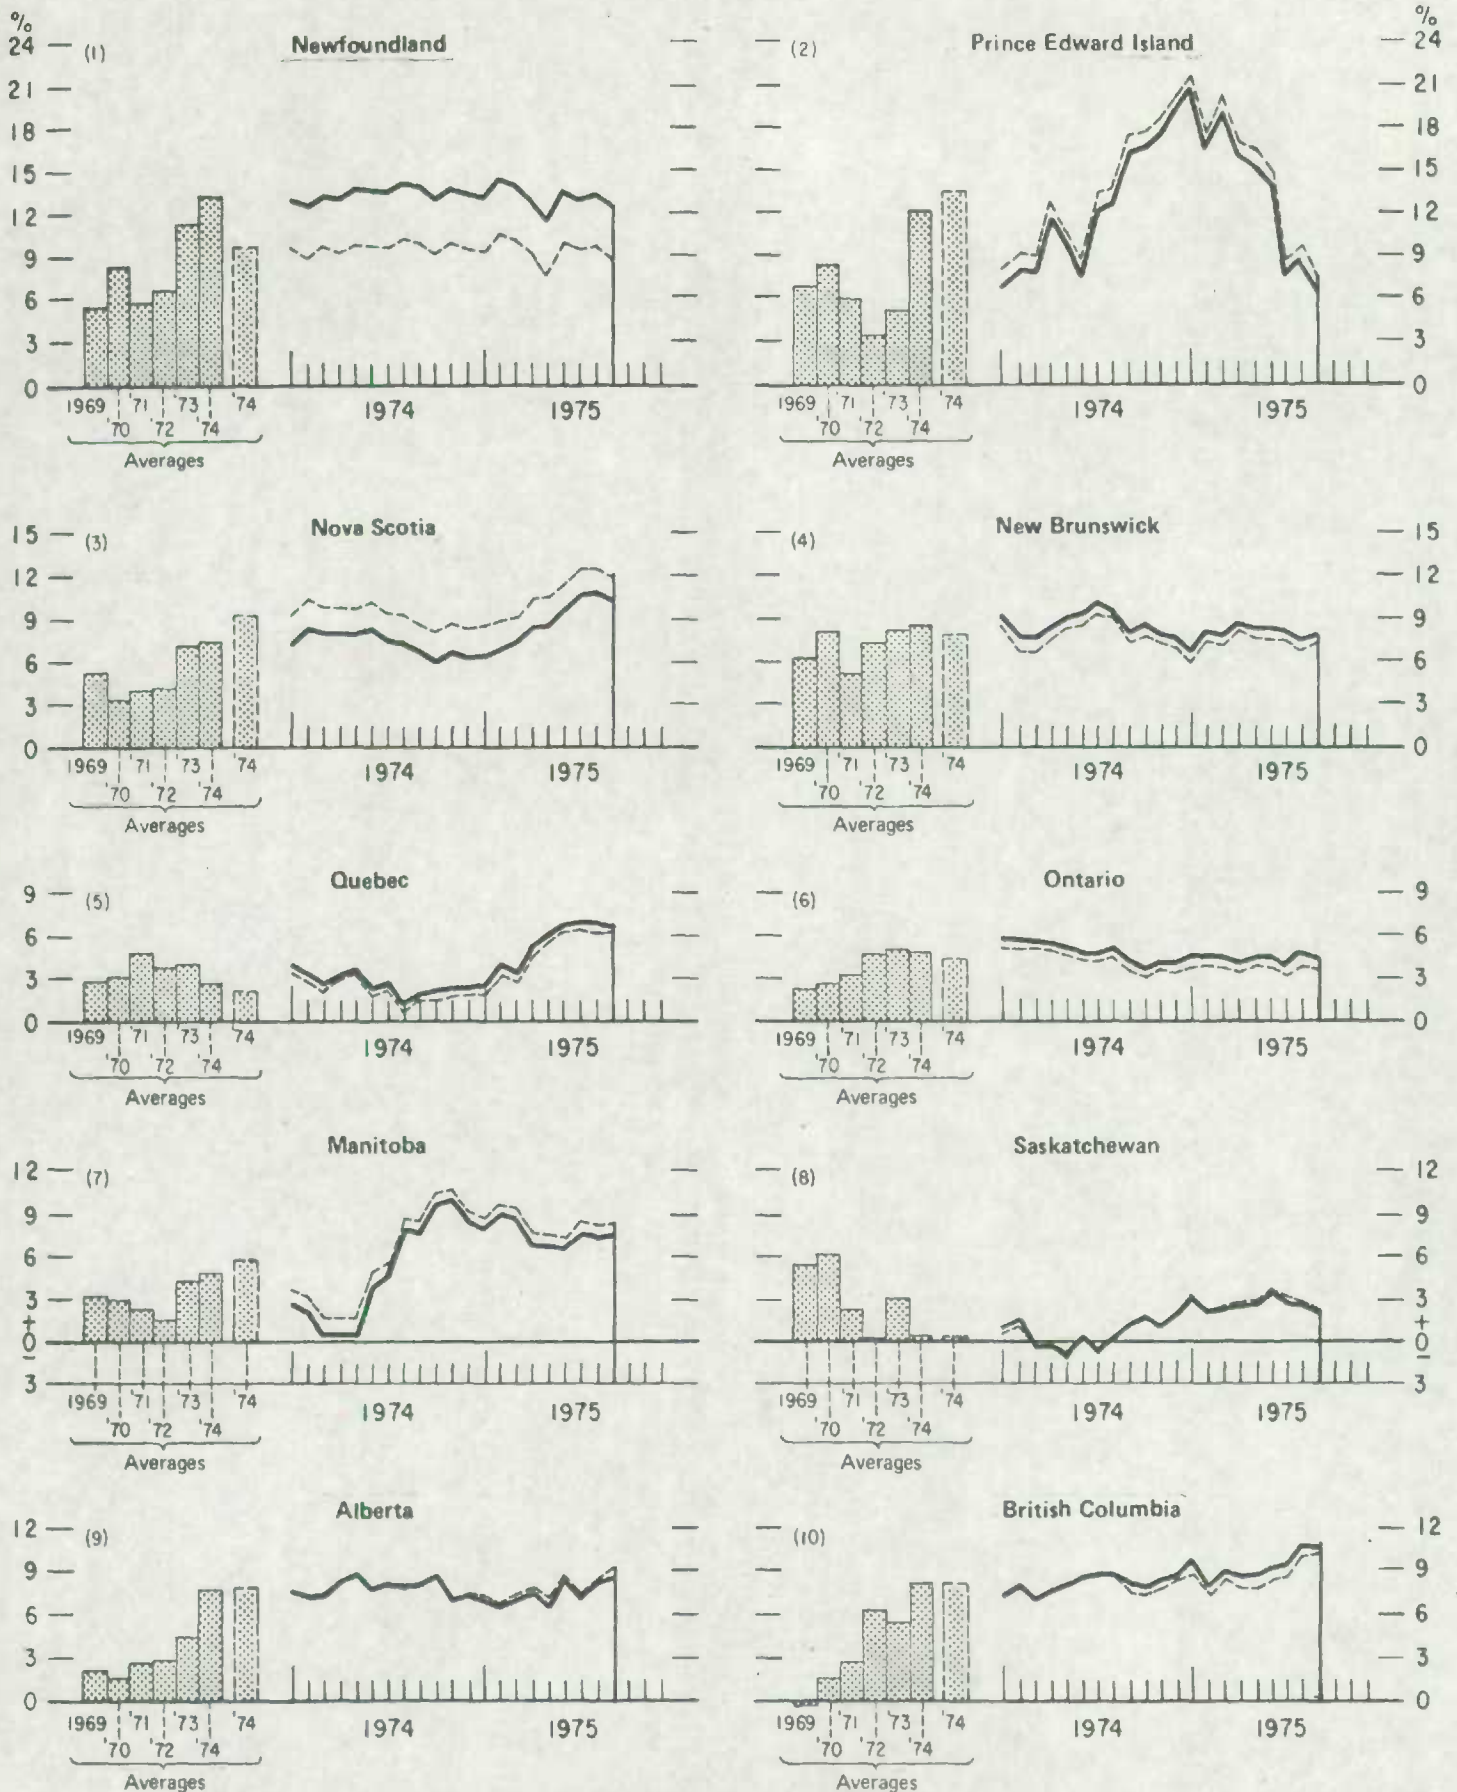 %
24
21
18
15
12
9
6
3
0
(1)
Newfoundland
1969 '71 '73 '74
'70 '72 '74
Averages
1974 1975
(2)
Prince Edward Island
%
24
21
18
15
12
9
6
3
0
1969 '71 '73 '74
'70 '72 '74
Averages
1974 1975
15
12
9
6
3
0
(3)
Nova Scotia
1969 '71 '73 '74
'70 '72 '74
Averages
1974 1975
(4)
New Brunswick
15
12
9
6
3
0
1969 '71 '73 '74
'70 '72 '74
Averages
1974 1975
9
6
3
0
(5)
Quebec
1969 '71 '73 '74
'70 '72 '74
Averages
1974 1975
(6)
Ontario
9
6
3
0
1969 '71 '73 '74
'70 '72 '74
Averages
1974 1975
12
9
6
3
+
0
–
3
(7)
Manitoba
1969 '71 '73 '74
'70 '72 '74
Averages
1974 1975
(8)
Saskatchewan
12
9
6
3
+
0
–
3
1969 '71 '73 '74
'70 '72 '74
Averages
1974 1975
12
9
6
3
0
(9)
Alberta
1969 '71 '73 '74
'70 '72 '74
Averages
1974 1975
(10)
British Columbia
12
9
6
3
0
1969 '71 '73 '74
'70 '72 '74
Averages
1974 1975